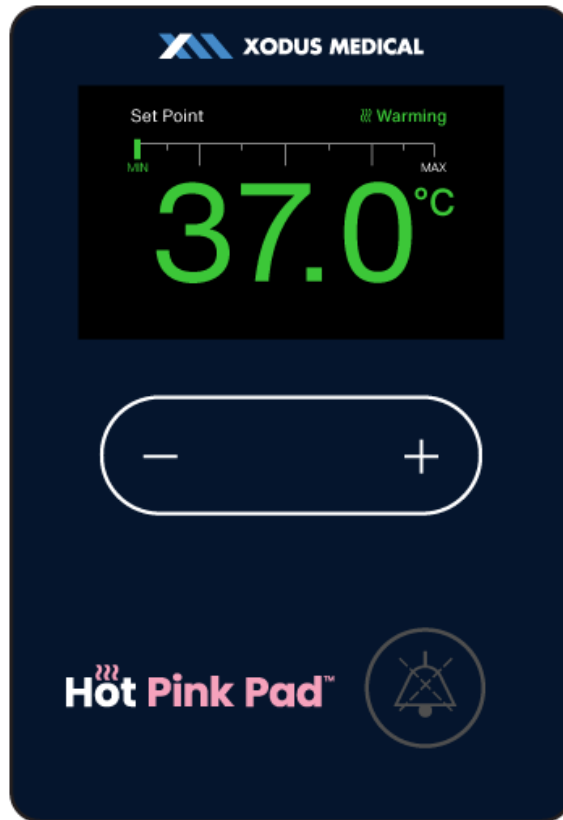 XODUS MEDICAL
Set Point Warming
MIN MAX
37.0 °C
− +
Hot Pink Pad™